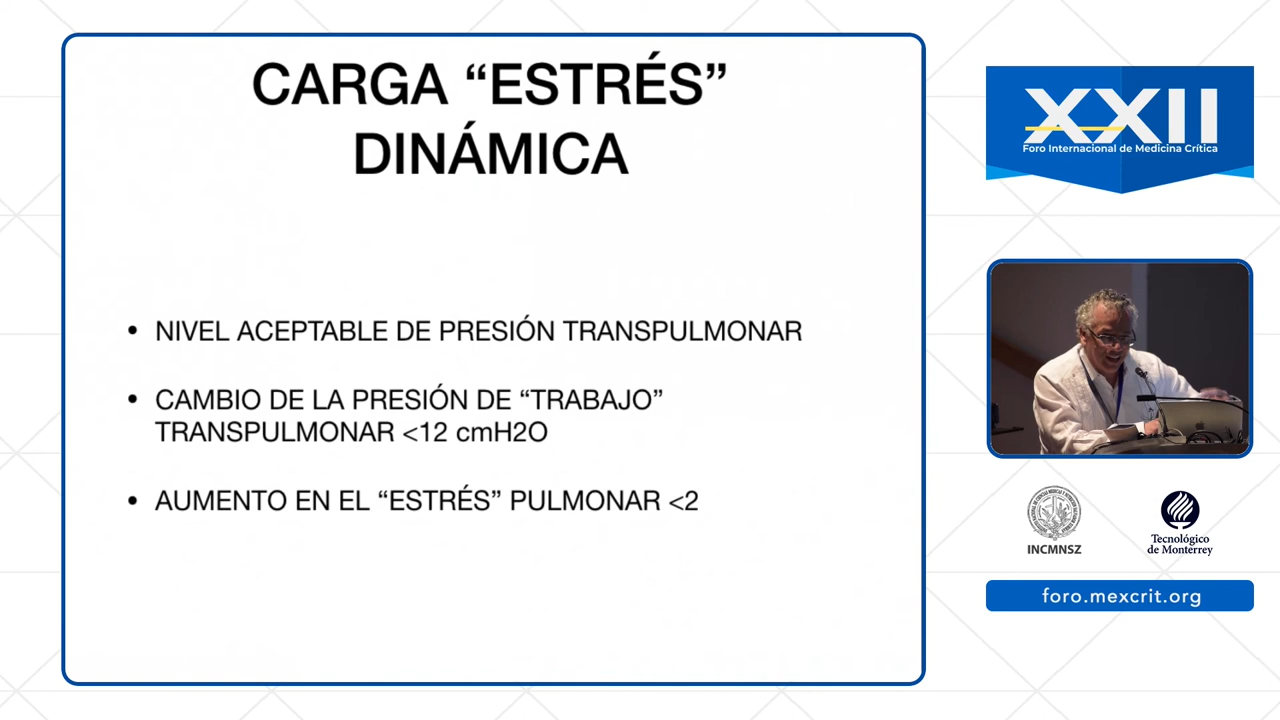 CARGA “ESTRÉS”
DINÁMICA
• NIVEL ACEPTABLE DE PRESIÓN TRANSPULMONAR
• CAMBIO DE LA PRESIÓN DE “TRABAJO”
TRANSPULMONAR <12 cmH2O
• AUMENTO EN EL “ESTRÉS” PULMONAR <2
XXII
Foro Internacional de Medicina Crítica
INCMNSZ
Tecnológico
de Monterrey
foro.mexcrit.org